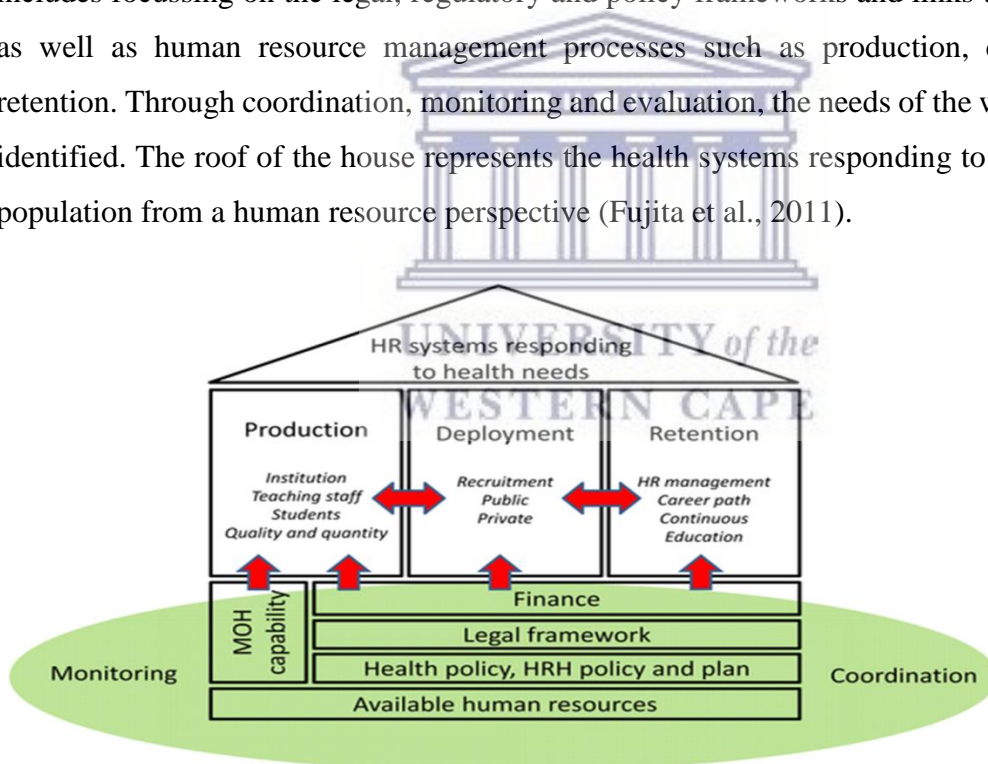 includes focussing on the legal, regulatory and policy frameworks and links
as well as human resource management processes such as production,
retention. Through coordination, monitoring and evaluation, the needs of the
identified. The roof of the house represents the health systems responding to
population from a human resource perspective (Fujita et al., 2011).
UNIVERSITY of the
WESTERN CAPE
HR systems responding
to health needs
Production
Institution
Teaching staff
Students
Quality and quantity
Deployment
Recruitment
Public
Private
Retention
HR management
Career path
Continuous
Education
MOH
capability
Finance
Legal framework
Health policy, HRH policy and plan
Available human resources
Monitoring
Coordination